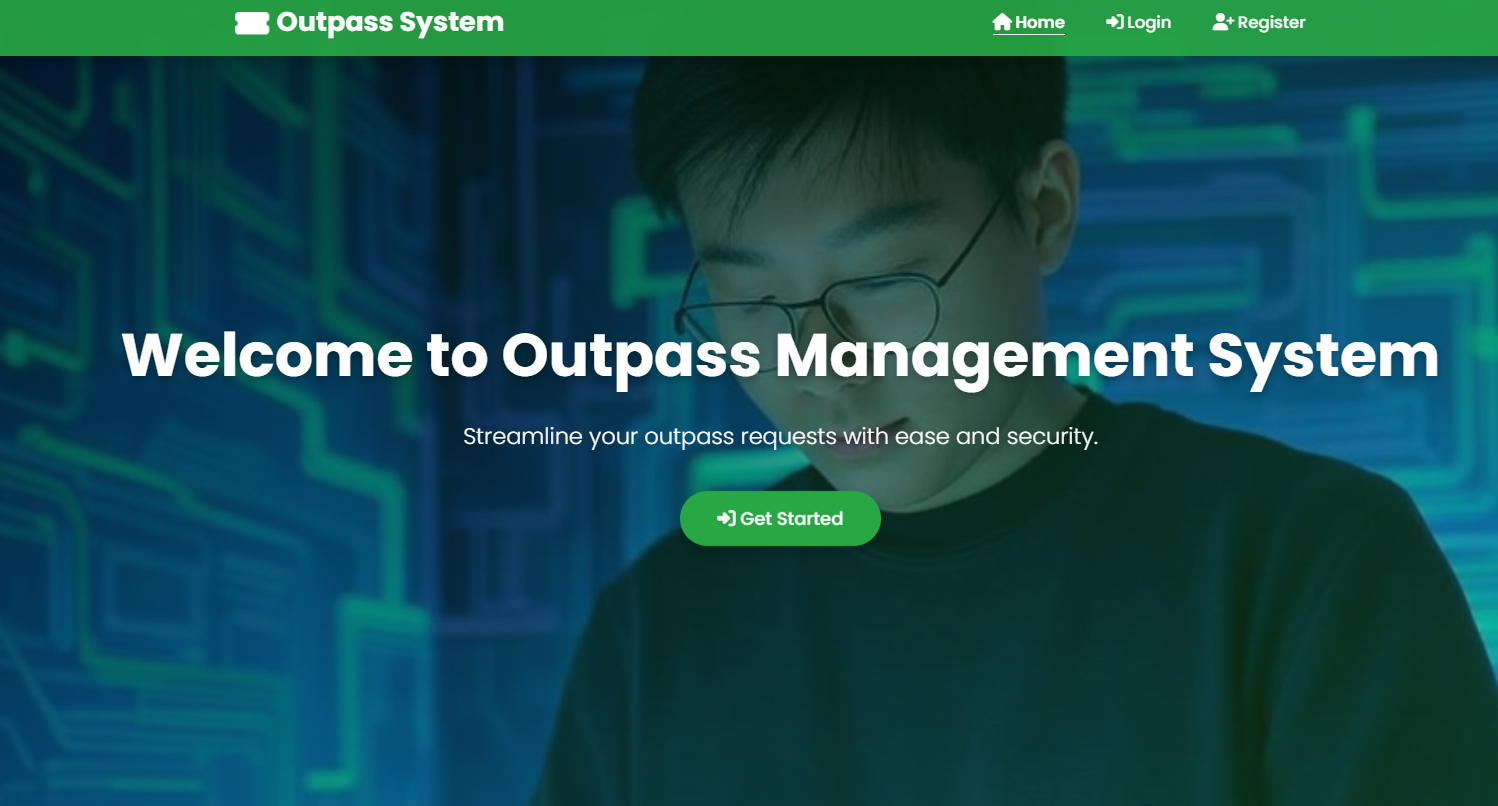 Outpass System
Home
Login
Register
Welcome to Outpass Management System
Streamline your outpass requests with ease and security.
Get Started